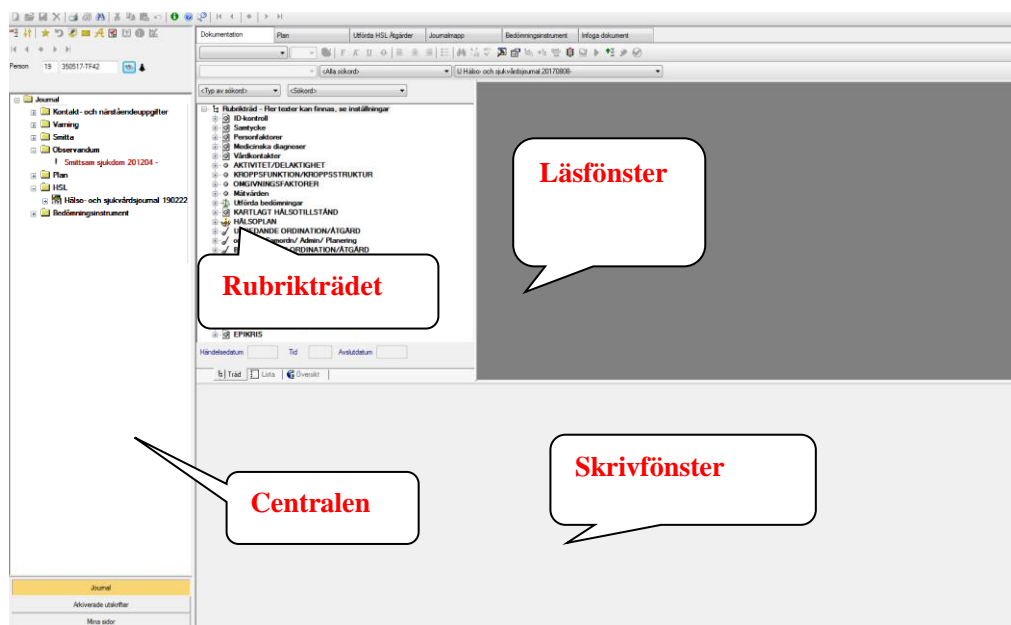 Dokumentation Plan Utförda HSL Åtgärder Journalmapp Bedömningsinstrument Infoga dokument
F K U
Person 19 350517-TF42
<Alla sökord> U Hälso- och sjukvårdsjournal 20170808-
<Typ av sökord> <Sökord>
Journal
Kontakt- och närståendeuppgifter
Varning
Smitta
Observandum
! Smittsam sjukdom 201204 -
Plan
HSL
Hälso- och sjukvårdsjournal 190222
Bedömningsinstrument
Rubrikträd - Fler texter kan finnas, se inställningar
ID-kontroll
Samtycke
Personfaktorer
Medicinska diagnoser
Vårdkontakter
AKTIVITET/DELAKTIGHET
KROPPSFUNKTION/KROPPSSTRUKTUR
OMGIVNINGSFAKTORER
Mätvärden
Utförda bedömningar
KARTLAGT HÄLSOTILLSTÅND
HÄLSOPLAN
ORDINATION/ÅTGÄRD
Admin/ Planering
ORDINATION/ÅTGÄRD
EPIKRIS
Händelsedatum Tid Avslutdatum
Träd Lista Översikt
Läsfönster
Rubrikträdet
Skrivfönster
Centralen
Journal
Arkiverade utskrifter
Mina sidor